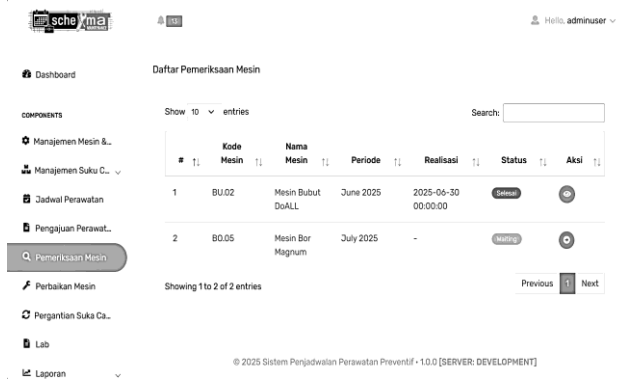 sche ma
Hello, adminuser
Dashboard
Daftar Pemeriksaan Mesin
COMPONENTS
Manajemen Mesin &...
Manajemen Suku C...
Jadwal Perawatan
Pengajuan Perawat...
Pemeriksaan Mesin
Perbaikan Mesin
Pergantian Suka Ca...
Lab
Laporan
Show 10 entries
Search:
# Kode Mesin Nama Mesin Periode Realisasi Status Aksi
1 BU.02 Mesin Bubut DoALL June 2025 2025-06-30 00:00:00 Selesai
2 BO.05 Mesin Bor Magnum July 2025 - Waiting
Showing 1 to 2 of 2 entries
Previous 1 Next
© 2025 Sistem Penjadwalan Perawatan Preventif • 1.0.0 [SERVER: DEVELOPMENT]